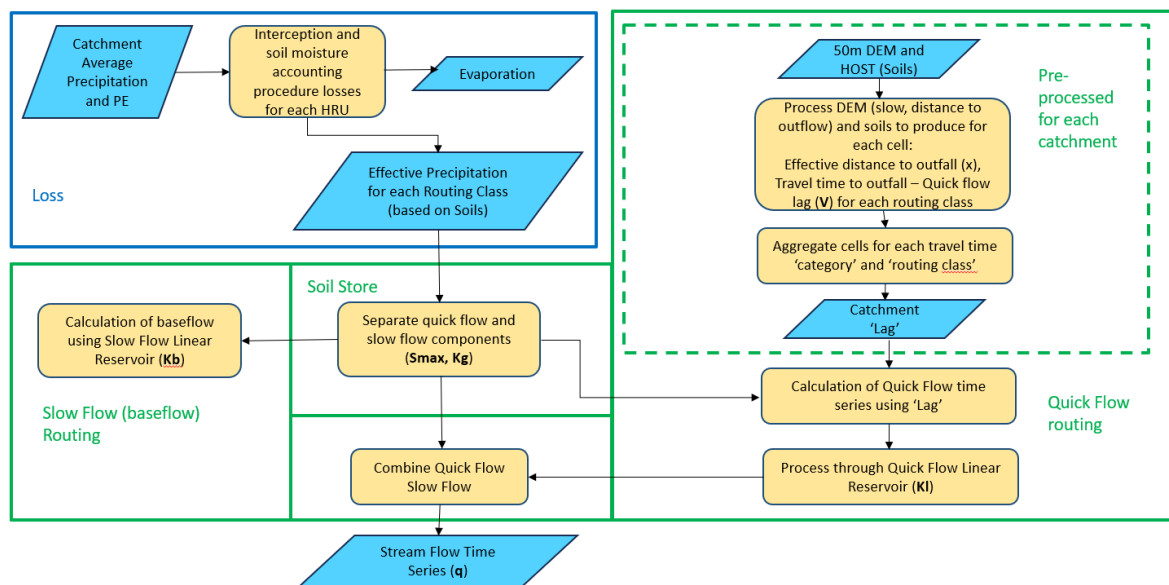 Catchment
Average
Precipitation
and PE
Interception and
soil moisture
accounting
procedure losses
for each HRU
Evaporation
Effective Precipitation
for each Routing Class
(based on Soils)
Loss
50m DEM and
HOST (Soils)
Pre-
processed
for each
catchment
Process DEM (slow, distance to
outflow) and soils to produce for
each cell:
Effective distance to outfall (x),
Travel time to outfall – Quick flow
lag (V) for each routing class
Aggregate cells for each travel time
‘category’ and ‘routing class’
Catchment
‘Lag’
Soil Store
Calculation of baseflow
using Slow Flow Linear
Reservoir (Kb)
Separate quick flow and
slow flow components
(Smax, Kg)
Calculation of Quick Flow time
series using ‘Lag’
Slow Flow (baseflow)
Routing
Quick Flow
routing
Combine Quick Flow
Slow Flow
Process through Quick Flow Linear
Reservoir (Kl)
Stream Flow Time
Series (q)